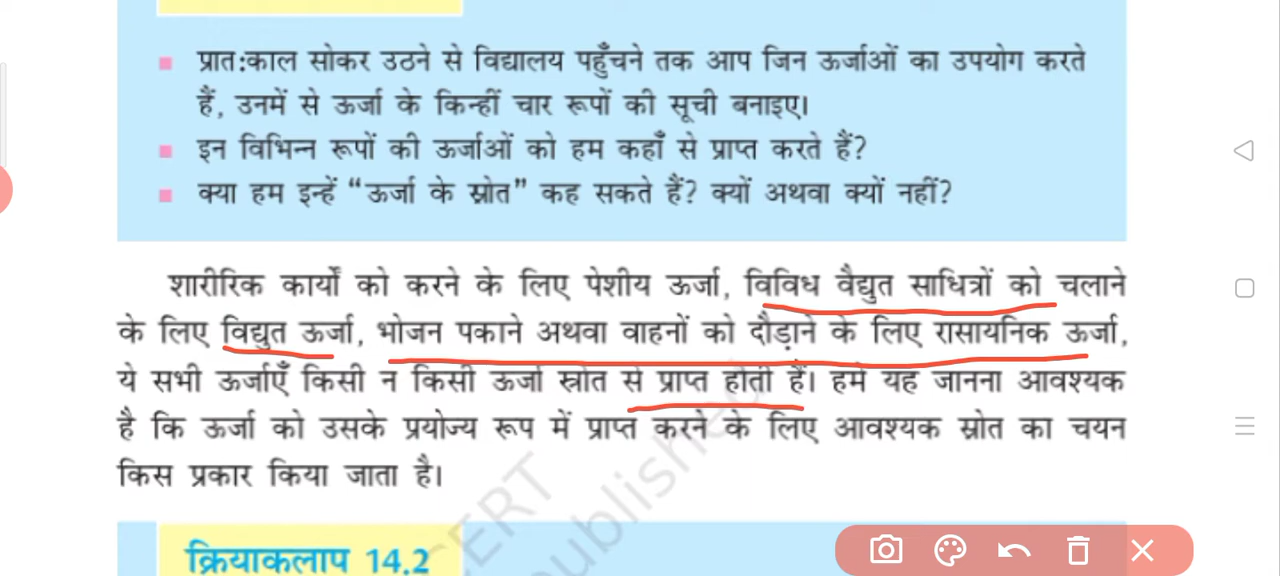 प्रात:काल सोकर उठने से विद्यालय पहुँचने तक आप जिन ऊर्जाओं का उपयोग करते
हैं, उनमें से ऊर्जा के किन्हीं चार रूपों की सूची बनाइए।
इन विभिन्न रूपों की ऊर्जाओं को हम कहाँ से प्राप्त करते हैं?
क्या हम इन्हें “ऊर्जा के स्रोत” कह सकते हैं? क्यों अथवा क्यों नहीं?
शारीरिक कार्यों को करने के लिए पेशीय ऊर्जा, विविध वैद्युत साधित्रों को चलाने
के लिए विद्युत ऊर्जा, भोजन पकाने अथवा वाहनों को दौड़ाने के लिए रासायनिक ऊर्जा,
ये सभी ऊर्जाएँ किसी न किसी ऊर्जा स्रोत से प्राप्त होती हैं। हमें यह जानना आवश्यक
है कि ऊर्जा को उसके प्रयोज्य रूप में प्राप्त करने के लिए आवश्यक स्रोत का चयन
किस प्रकार किया जाता है।
CERT
published
क्रियाकलाप 14.2